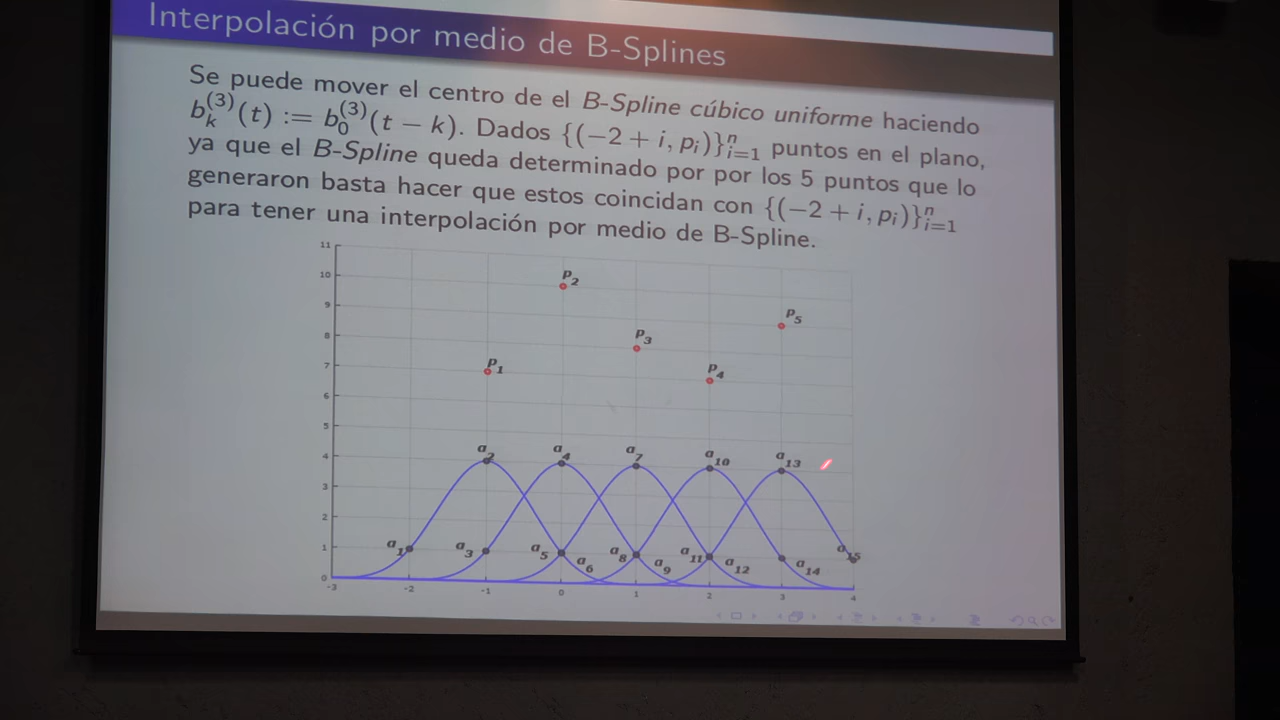 Interpolación por medio de B-Splines
Se puede mover el centro de el B-Spline cúbico uniforme haciendo
b_k^{(3)}(t) := b_0^{(3)}(t − k). Dados {(−2 + i, p_i)}_{i=1}^n puntos en el plano,
ya que el B-Spline queda determinado por por los 5 puntos que lo
generaron basta hacer que estos coincidan con {(−2 + i, p_i)}_{i=1}^n
para tener una interpolación por medio de B-Spline.
11
10
9
8
7
6
5
4
3
2
1
0
P_2
P_5
P_3
P_1
P_4
a_2 a_4 a_7 a_10 a_13
a_1 a_3 a_5 a_6 a_8 a_9 a_11 a_12 a_14 a_15
-3 -2 -1 0 1 2 3 4